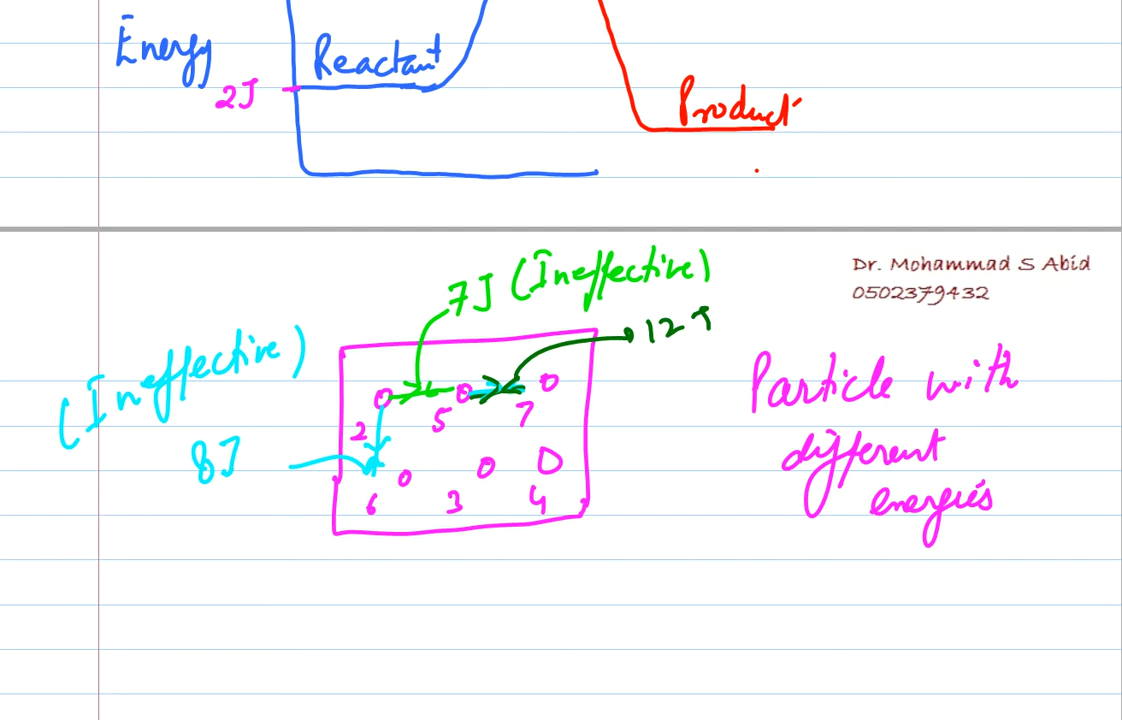 Energy
Reactant
2J
Product
7J (Ineffective)
Dr. Mohammad S Abid
0502379432
12
(Ineffective)
8J
2 5 7
6 3 4
Particle with
different
energies